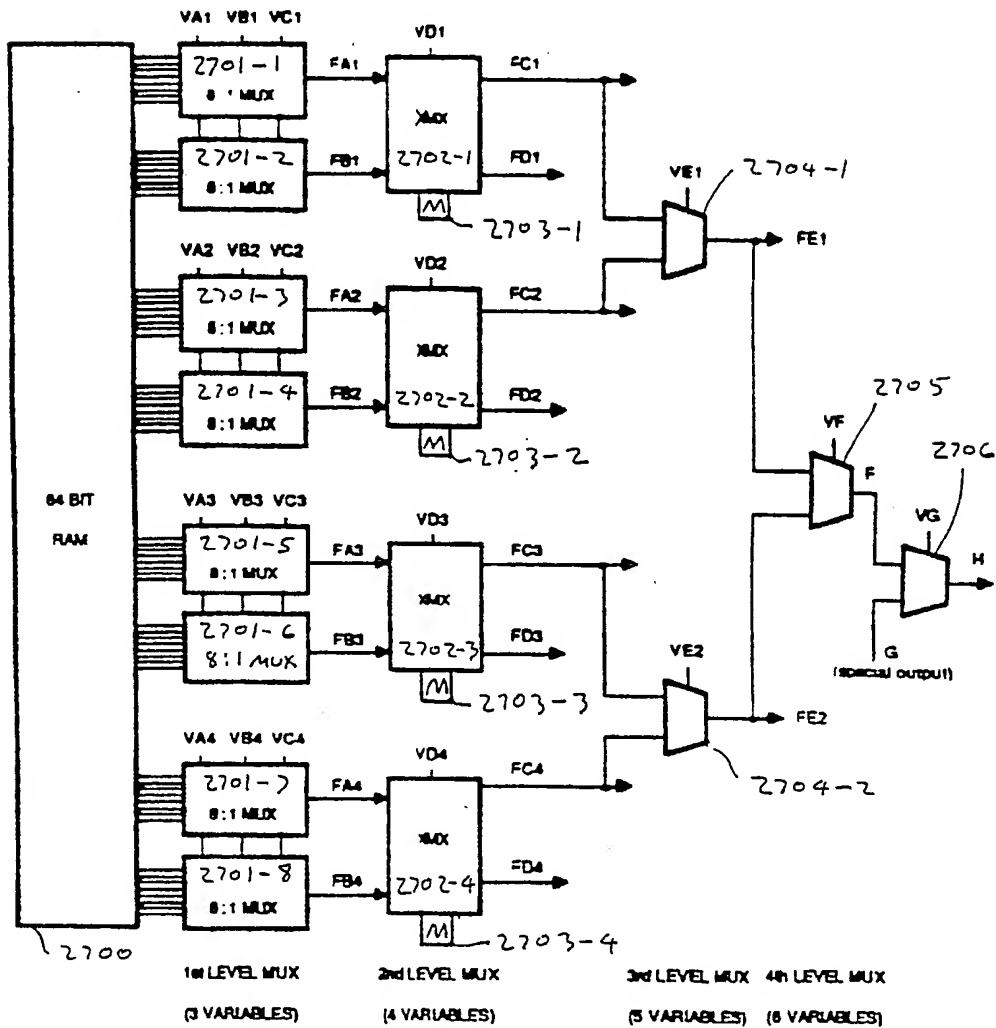 VA1 VB1 VC1
2701-1
8:1 MUX
FA1
2701-2
8:1 MUX
FB1
VD1
XMX
2702-1
M
2703-1
FC1
FD1
VE1
2704-1
FE1
VA2 VB2 VC2
2701-3
8:1 MUX
FA2
2701-4
8:1 MUX
FB2
VD2
XMX
2702-2
M
2703-2
FC2
FD2
64 BIT
RAM
2700
VF
2705
F
VG
2706
H
G
(special output)
VA3 VB3 VC3
2701-5
8:1 MUX
FA3
2701-6
8:1 MUX
FB3
VD3
XMX
2702-3
M
2703-3
FC3
FD3
VE2
2704-2
FE2
VA4 VB4 VC4
2701-7
8:1 MUX
FA4
2701-8
8:1 MUX
FB4
VD4
XMX
2702-4
M
2703-4
FC4
FD4
1st LEVEL MUX
(3 VARIABLES)
2nd LEVEL MUX
(4 VARIABLES)
3rd LEVEL MUX
(5 VARIABLES)
4th LEVEL MUX
(6 VARIABLES)